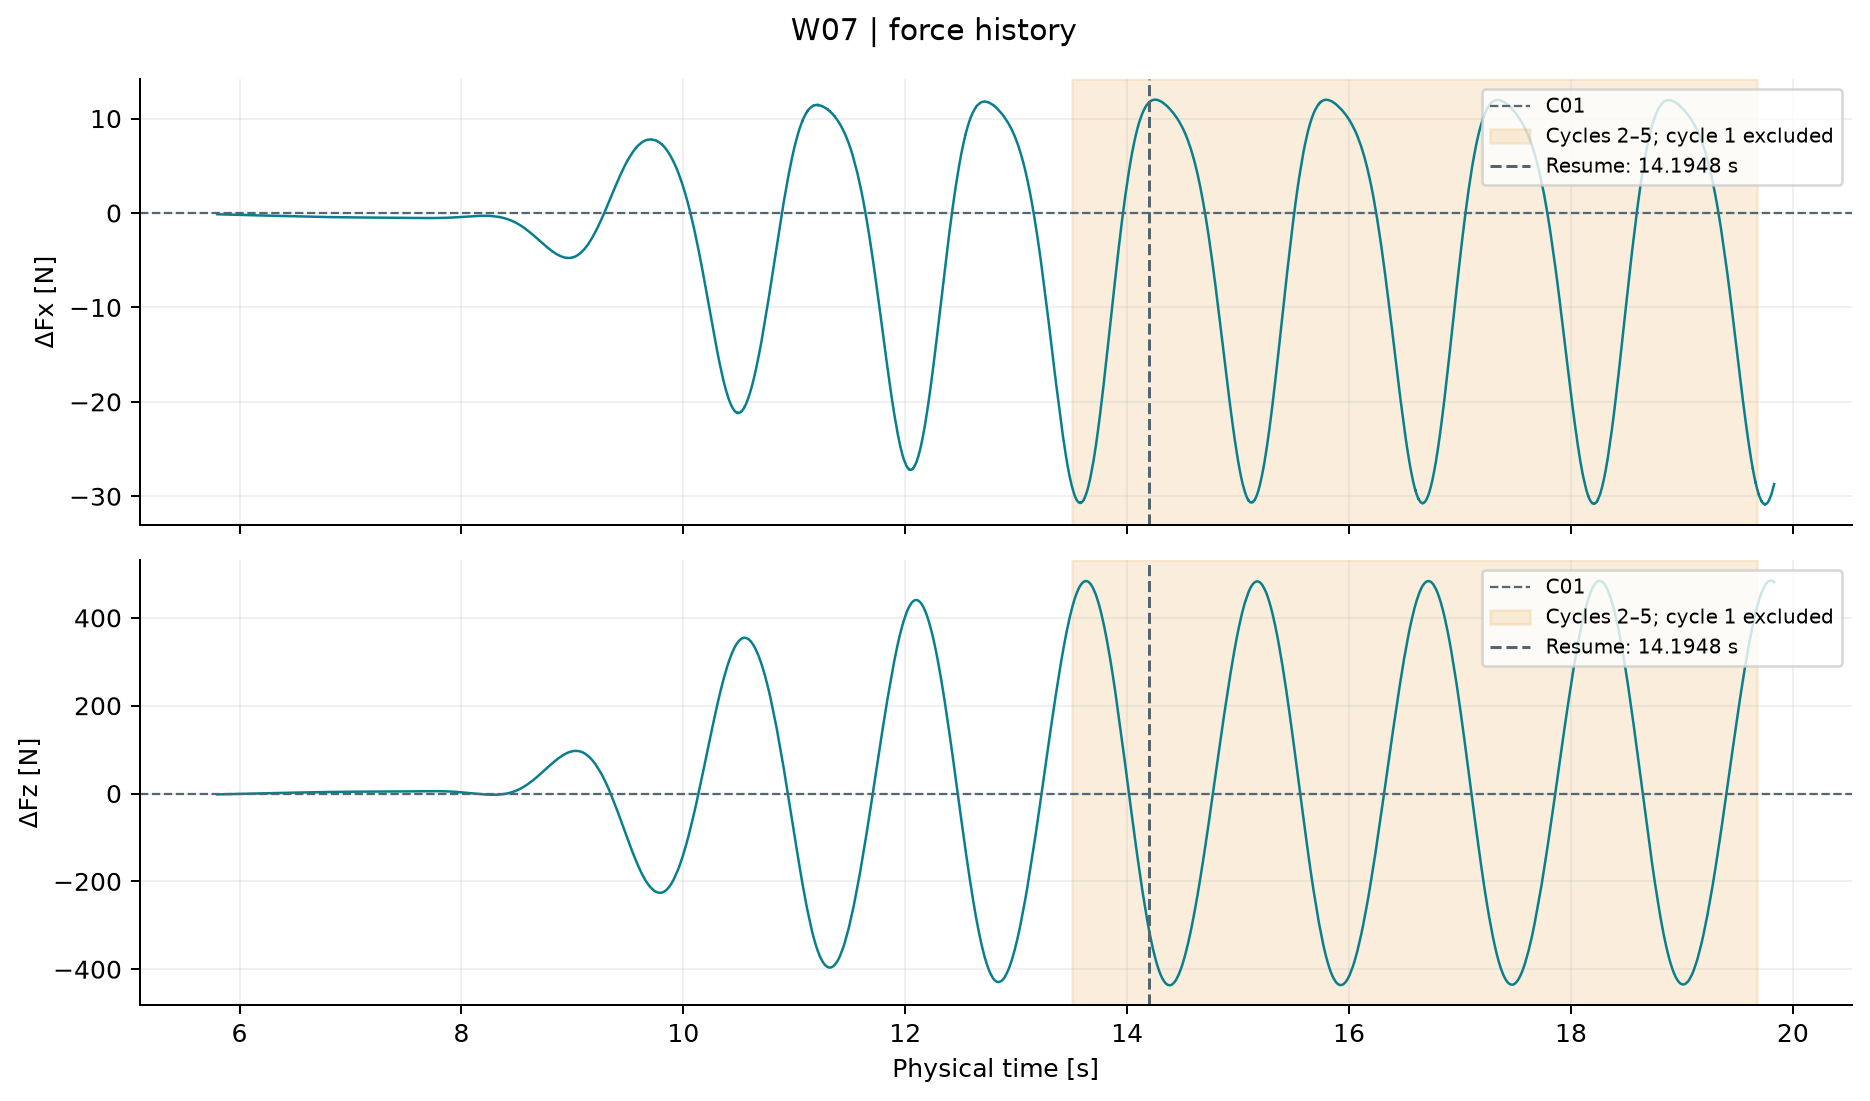 W07 | force history
10
0
−10
−20
−30
ΔFx [N]
C01
Cycles 2–5; cycle 1 excluded
Resume: 14.1948 s
400
200
0
−200
−400
ΔFz [N]
C01
Cycles 2–5; cycle 1 excluded
Resume: 14.1948 s
6 8 10 12 14 16 18 20
Physical time [s]